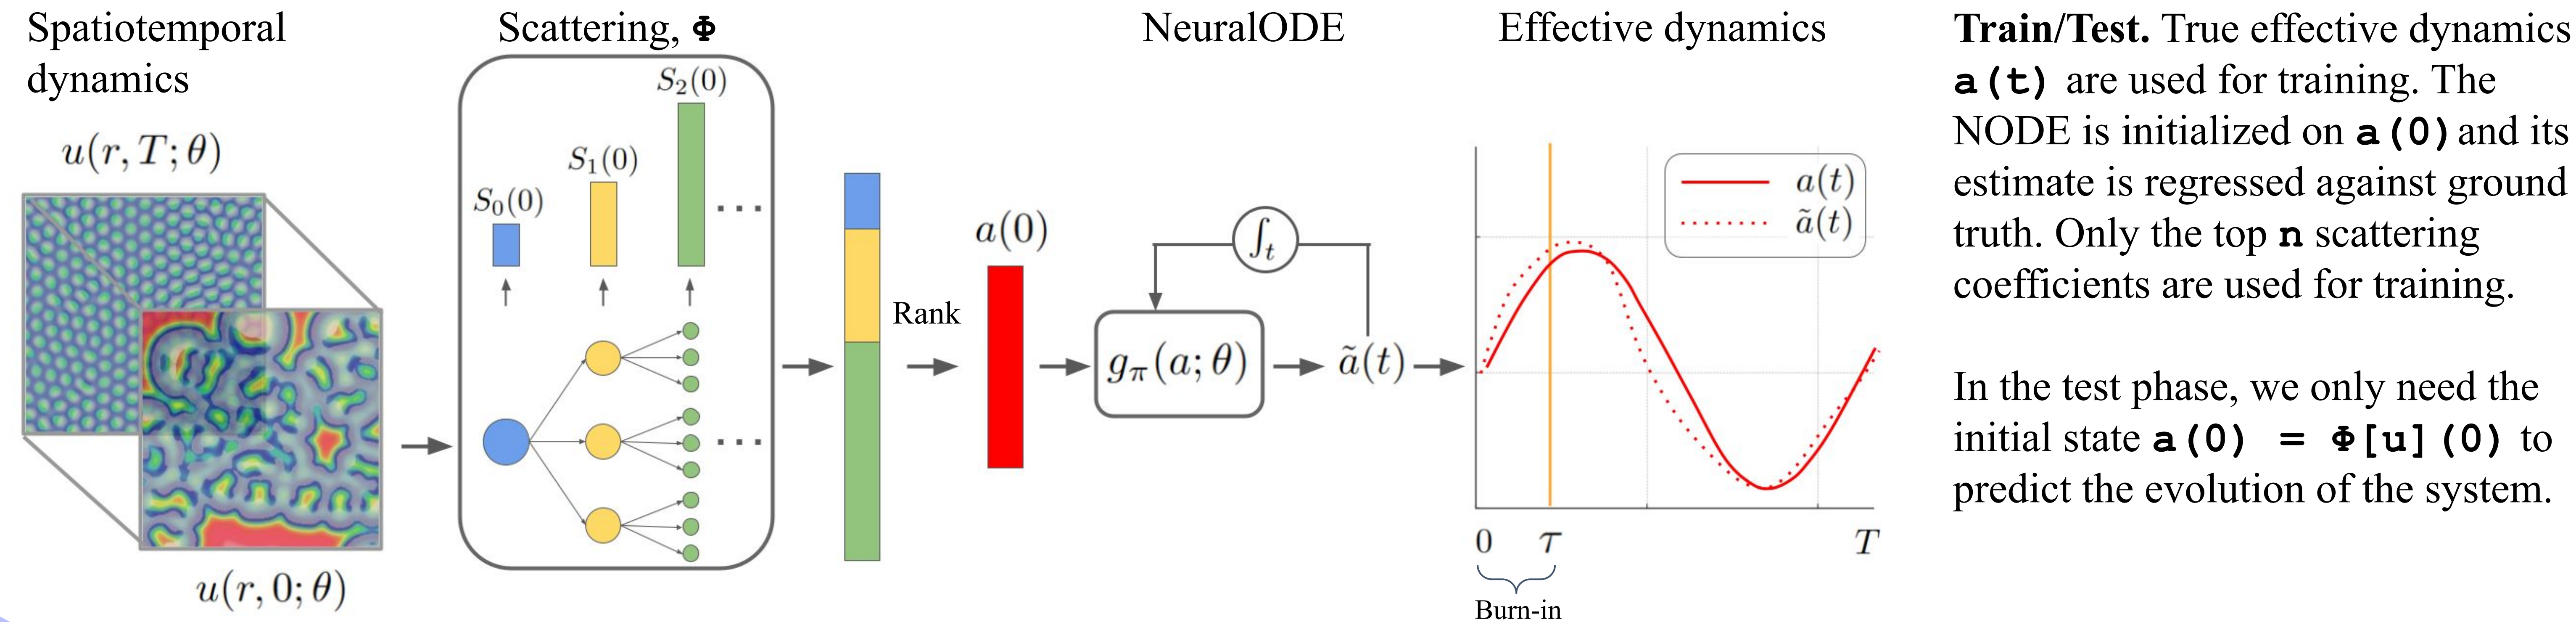 Spatiotemporal
dynamics
u(r, T; θ)
u(r, 0; θ)
Scattering, Φ
S₀(0)
S₁(0)
S₂(0)
...
...
Rank
a(0)
NeuralODE
∫ₜ
gπ(a; θ)
ã(t)
Effective dynamics
a(t)
ã(t)
0
τ
T
Burn-in
Train/Test. True effective dynamics
a(t) are used for training. The
NODE is initialized on a(0) and its
estimate is regressed against ground
truth. Only the top n scattering
coefficients are used for training.
In the test phase, we only need the
initial state a(0) = Φ[u](0) to
predict the evolution of the system.